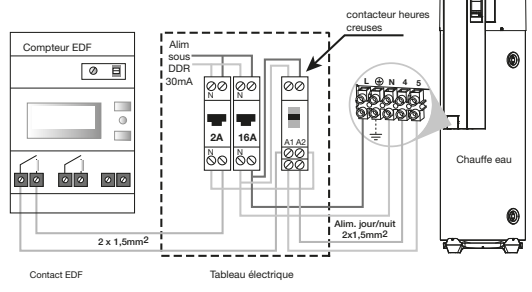 contacteur heures
creuses
Compteur EDF
Alim
sous
DDR
30mA
N
N
2A
16A
N
N
A1 A2
L N 4 5
Chauffe eau
Alim. jour/nuit
2x1,5mm2
2 x 1,5mm2
Contact EDF
Tableau électrique